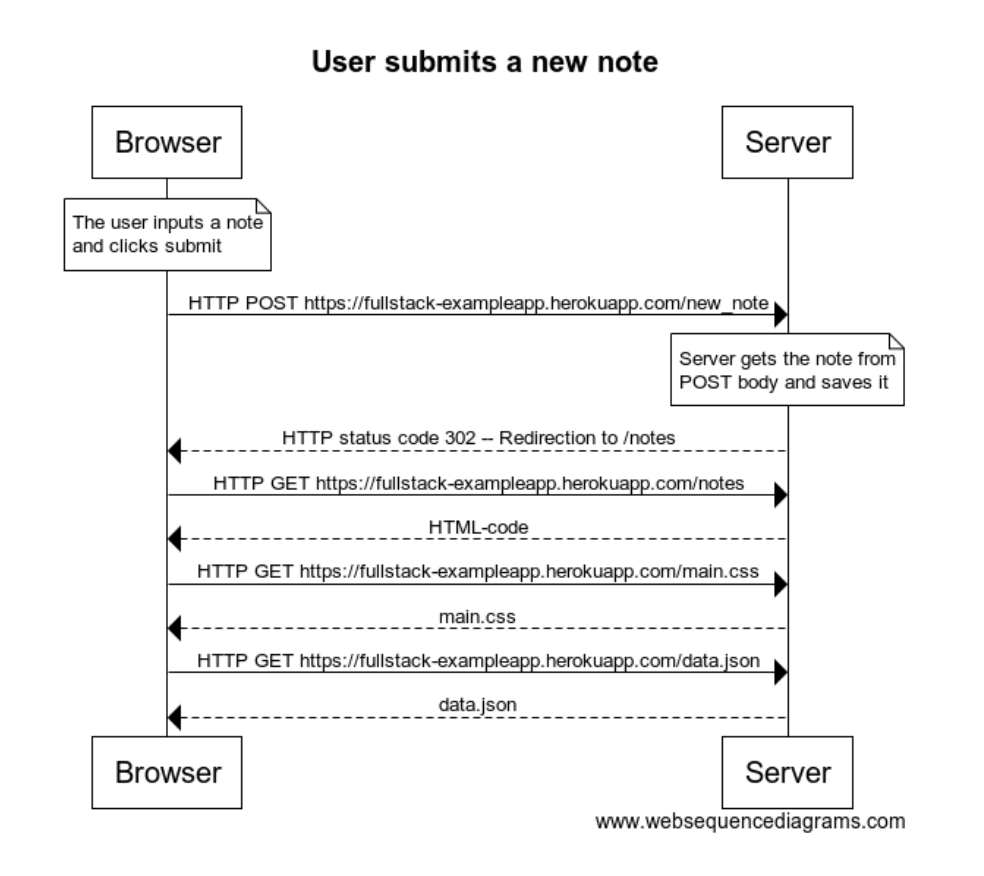 User submits a new note
Browser
Server
The user inputs a note
and clicks submit
HTTP POST https://fullstack-exampleapp.herokuapp.com/new_note
Server gets the note from
POST body and saves it
HTTP status code 302 -- Redirection to /notes
HTTP GET https://fullstack-exampleapp.herokuapp.com/notes
HTML-code
HTTP GET https://fullstack-exampleapp.herokuapp.com/main.css
main.css
HTTP GET https://fullstack-exampleapp.herokuapp.com/data.json
data.json
Browser
Server
www.websequencediagrams.com